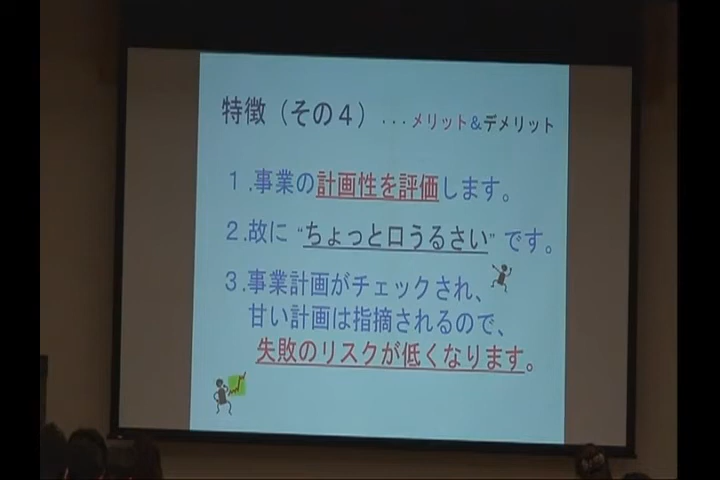 特徴（その４）...メリット&デメリット
１.事業の計画性を評価します。
２.故に“ちょっと口うるさい”です。
３.事業計画がチェックされ、
甘い計画は指摘されるので、
失敗のリスクが低くなります。